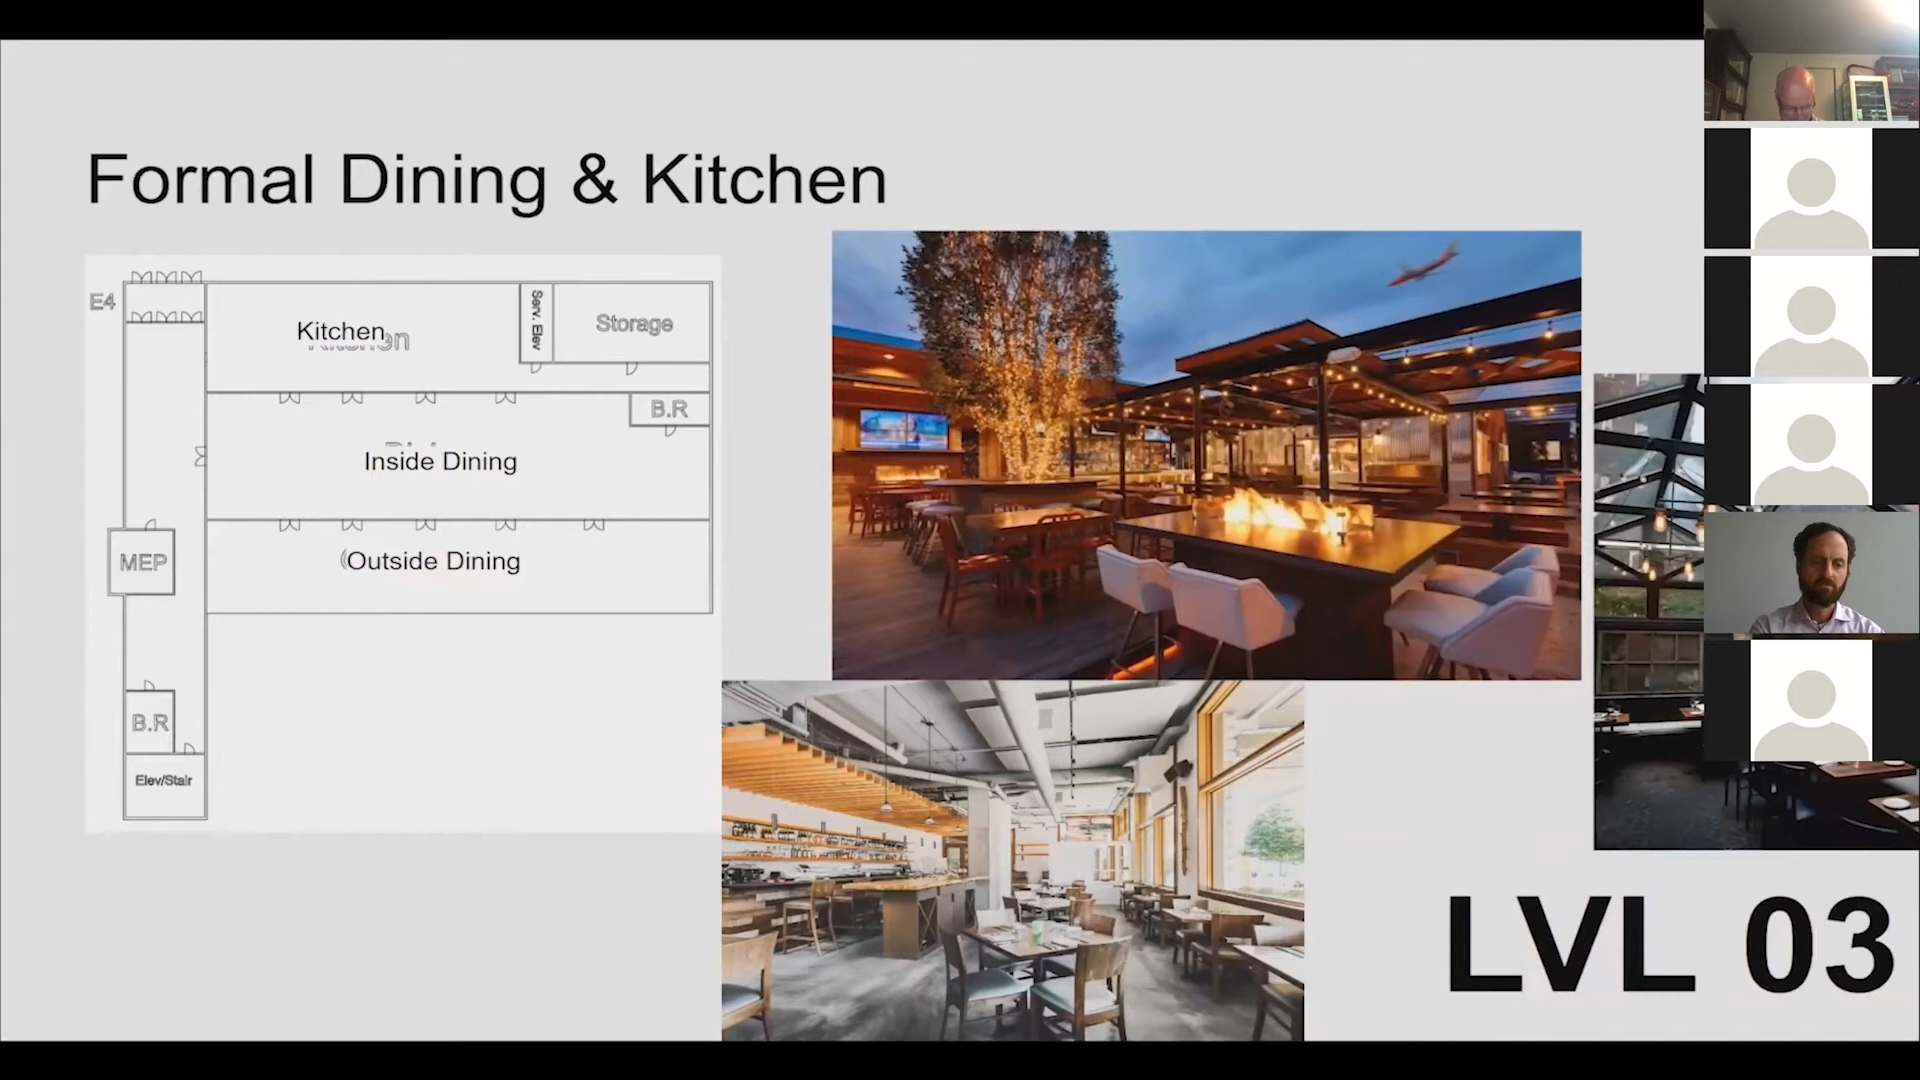 Formal Dining & Kitchen
E4
Kitchen
Serv. Elev
Storage
B.R
Inside Dining
Outside Dining
MEP
B.R
Elev/Stair
LVL 03